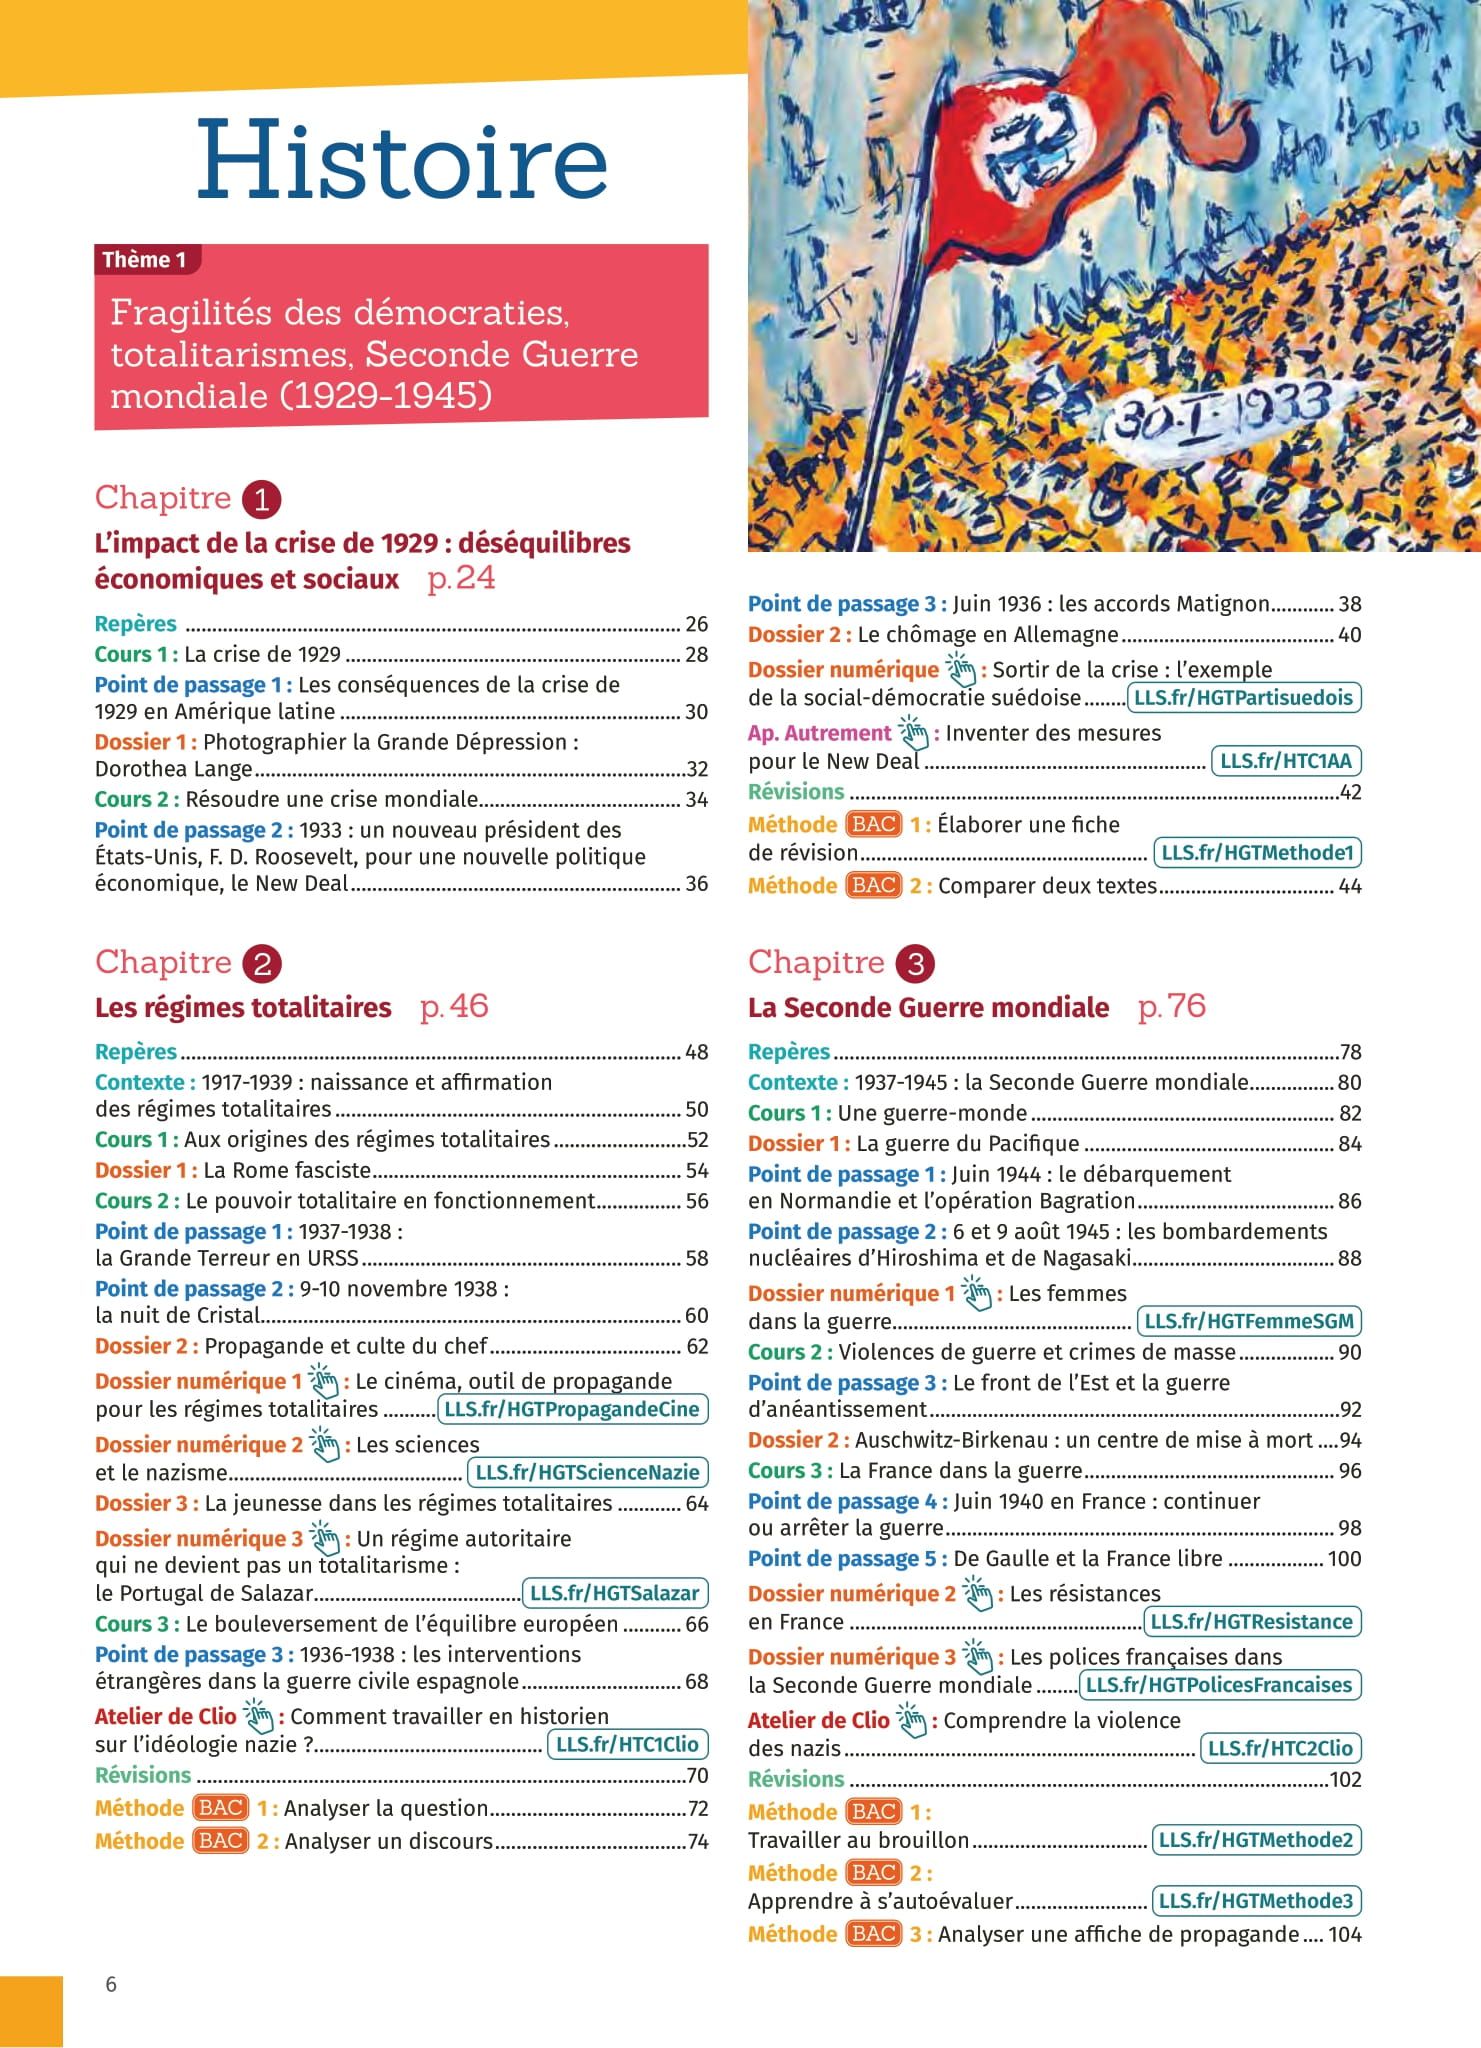 Histoire
Thème 1
Fragilités des démocraties,
totalitarismes, Seconde Guerre
mondiale (1929-1945)
30.I.1933
Chapitre 1
L'impact de la crise de 1929 : déséquilibres
économiques et sociaux p. 24
Repères ........ 26
Cours 1 : La crise de 1929 ........ 28
Point de passage 1 : Les conséquences de la crise de
1929 en Amérique latine ........ 30
Dossier 1 : Photographier la Grande Dépression :
Dorothea Lange ........ 32
Cours 2 : Résoudre une crise mondiale ........ 34
Point de passage 2 : 1933 : un nouveau président des
États-Unis, F. D. Roosevelt, pour une nouvelle politique
économique, le New Deal ........ 36
Point de passage 3 : Juin 1936 : les accords Matignon ........ 38
Dossier 2 : Le chômage en Allemagne ........ 40
Dossier numérique : Sortir de la crise : l'exemple
de la social-démocratie suédoise ........ LLS.fr/HGTPartisuedois
Ap. Autrement : Inventer des mesures
pour le New Deal ........ LLS.fr/HTC1AA
Révisions ........ 42
Méthode BAC 1 : Élaborer une fiche
de révision ........ LLS.fr/HGTMethode1
Méthode BAC 2 : Comparer deux textes ........ 44
Chapitre 2
Les régimes totalitaires p. 46
Repères ........ 48
Contexte : 1917-1939 : naissance et affirmation
des régimes totalitaires ........ 50
Cours 1 : Aux origines des régimes totalitaires ........ 52
Dossier 1 : La Rome fasciste ........ 54
Cours 2 : Le pouvoir totalitaire en fonctionnement ........ 56
Point de passage 1 : 1937-1938 :
la Grande Terreur en URSS ........ 58
Point de passage 2 : 9-10 novembre 1938 :
la nuit de Cristal ........ 60
Dossier 2 : Propagande et culte du chef ........ 62
Dossier numérique 1 : Le cinéma, outil de propagande
pour les régimes totalitaires ........ LLS.fr/HGTPropagandeCine
Dossier numérique 2 : Les sciences
et le nazisme ........ LLS.fr/HGTScienceNazie
Dossier 3 : La jeunesse dans les régimes totalitaires ........ 64
Dossier numérique 3 : Un régime autoritaire
qui ne devient pas un totalitarisme :
le Portugal de Salazar ........ LLS.fr/HGTSalazar
Cours 3 : Le bouleversement de l'équilibre européen ........ 66
Point de passage 3 : 1936-1938 : les interventions
étrangères dans la guerre civile espagnole ........ 68
Atelier de Clio : Comment travailler en historien
sur l'idéologie nazie ? ........ LLS.fr/HTC1Clio
Révisions ........ 70
Méthode BAC 1 : Analyser la question ........ 72
Méthode BAC 2 : Analyser un discours ........ 74
Chapitre 3
La Seconde Guerre mondiale p. 76
Repères ........ 78
Contexte : 1937-1945 : la Seconde Guerre mondiale ........ 80
Cours 1 : Une guerre-monde ........ 82
Dossier 1 : La guerre du Pacifique ........ 84
Point de passage 1 : Juin 1944 : le débarquement
en Normandie et l'opération Bagration ........ 86
Point de passage 2 : 6 et 9 août 1945 : les bombardements
nucléaires d'Hiroshima et de Nagasaki ........ 88
Dossier numérique 1 : Les femmes
dans la guerre ........ LLS.fr/HGTFemmeSGM
Cours 2 : Violences de guerre et crimes de masse ........ 90
Point de passage 3 : Le front de l'Est et la guerre
d'anéantissement ........ 92
Dossier 2 : Auschwitz-Birkenau : un centre de mise à mort ....94
Cours 3 : La France dans la guerre ........ 96
Point de passage 4 : Juin 1940 en France : continuer
ou arrêter la guerre ........ 98
Point de passage 5 : De Gaulle et la France libre ........ 100
Dossier numérique 2 : Les résistances
en France ........ LLS.fr/HGTResistance
Dossier numérique 3 : Les polices françaises dans
la Seconde Guerre mondiale ........ LLS.fr/HGTPolicesFrancaises
Atelier de Clio : Comprendre la violence
des nazis ........ LLS.fr/HTC2Clio
Révisions ........ 102
Méthode BAC 1 :
Travailler au brouillon ........ LLS.fr/HGTMethode2
Méthode BAC 2 :
Apprendre à s'autoévaluer ........ LLS.fr/HGTMethode3
Méthode BAC 3 : Analyser une affiche de propagande .... 104
6